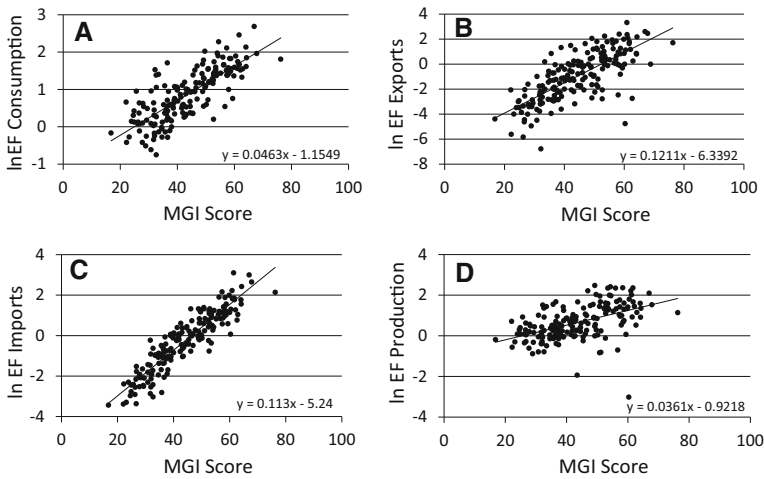 A
lnEF Consumption
3
2
1
0
-1
y = 0.0463x - 1.1549
0 20 40 60 80 100
MGI Score
B
ln EF Exports
4
2
0
-2
-4
-6
-8
y = 0.1211x - 6.3392
0 20 40 60 80 100
MGI Score
C
ln EF Imports
4
2
0
-2
-4
y = 0.113x - 5.24
0 20 40 60 80 100
MGI Score
D
ln EF Production
4
2
0
-2
-4
y = 0.0361x - 0.9218
0 20 40 60 80 100
MGI Score